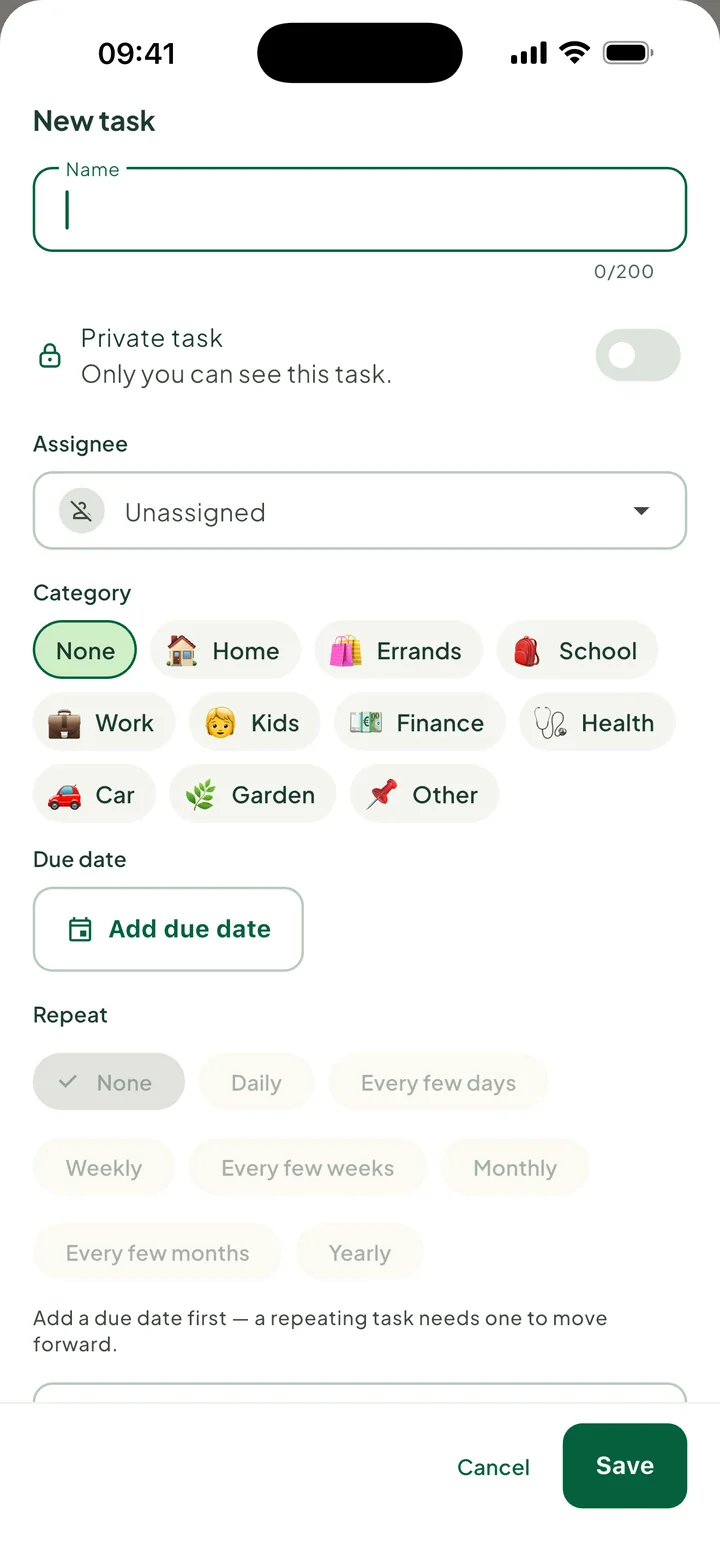 09:41
New task
Name
0/200
Private task
Only you can see this task.
Assignee
Unassigned
Category
None Home Errands School
Work Kids Finance Health
Car Garden Other
Due date
Add due date
Repeat
None Daily Every few days
Weekly Every few weeks Monthly
Every few months Yearly
Add a due date first — a repeating task needs one to move
forward.
Cancel Save